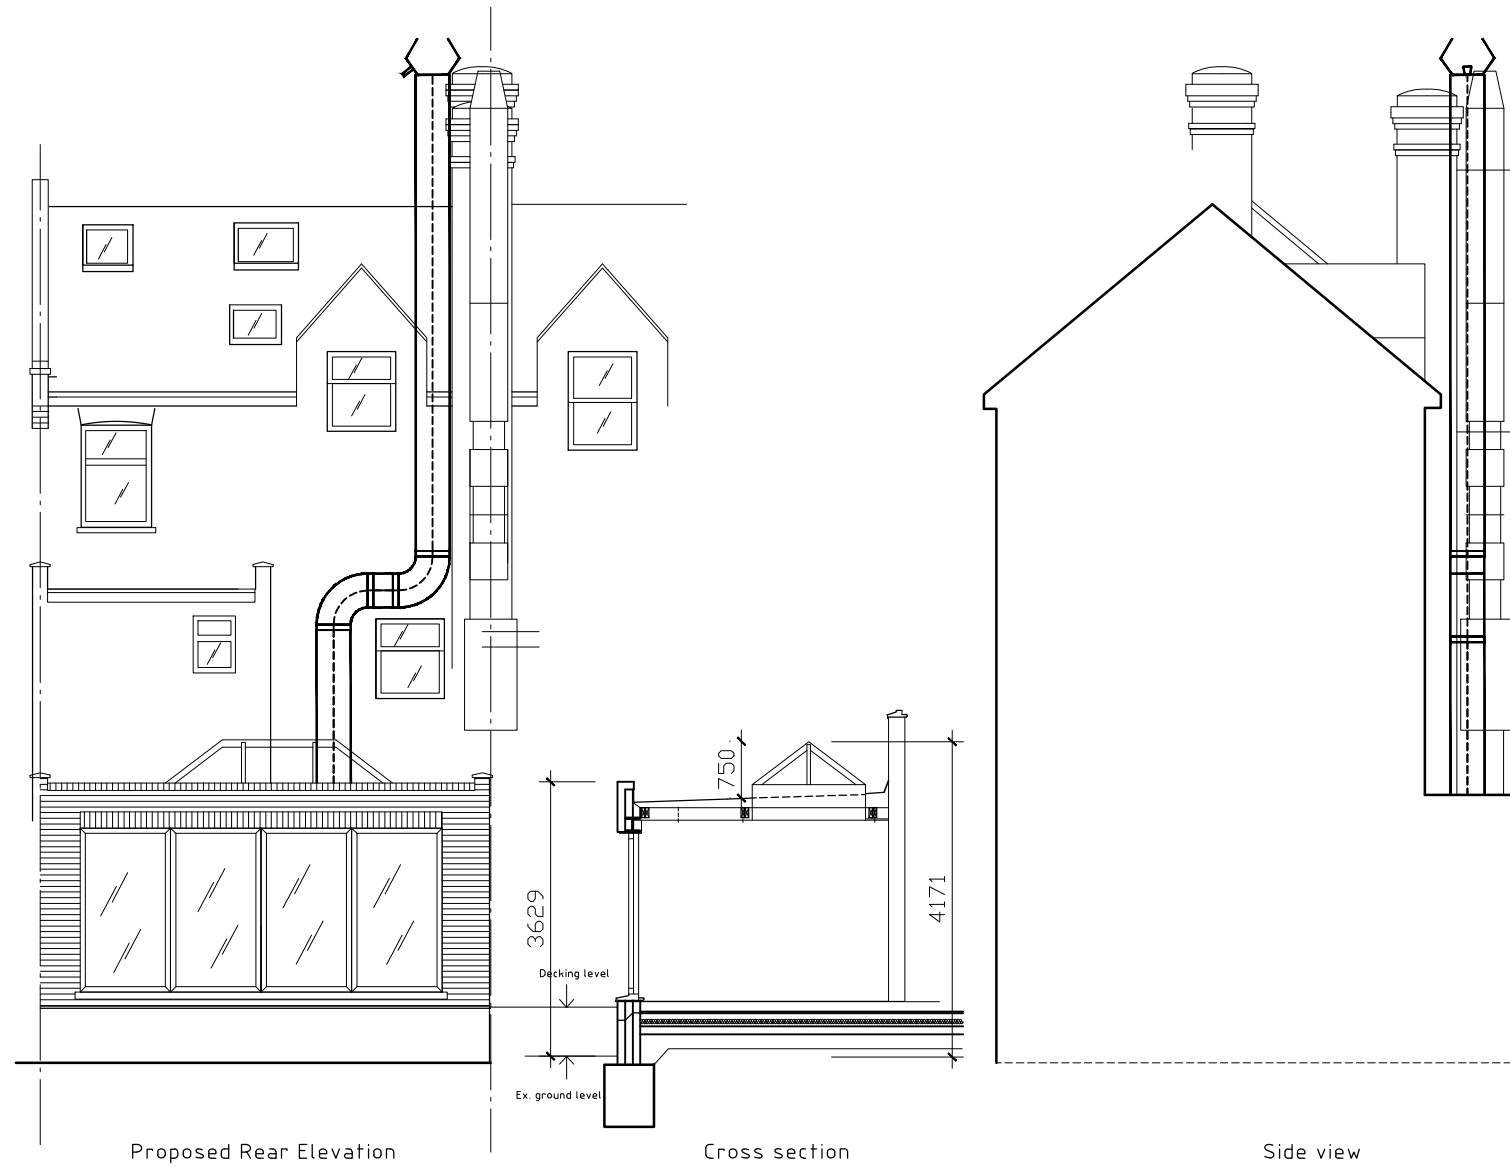 750
3629
4171
Decking level
Ex. ground level
Proposed Rear Elevation
Cross section
Side view